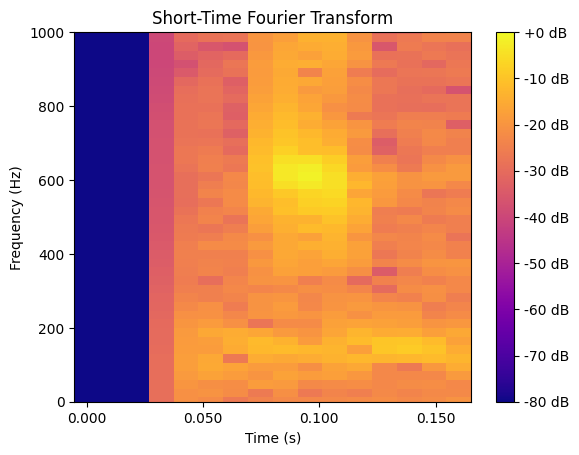 Short-Time Fourier Transform
1000
800
600
400
200
0
Frequency (Hz)
0.000
0.050
0.100
0.150
Time (s)
+0 dB
-10 dB
-20 dB
-30 dB
-40 dB
-50 dB
-60 dB
-70 dB
-80 dB